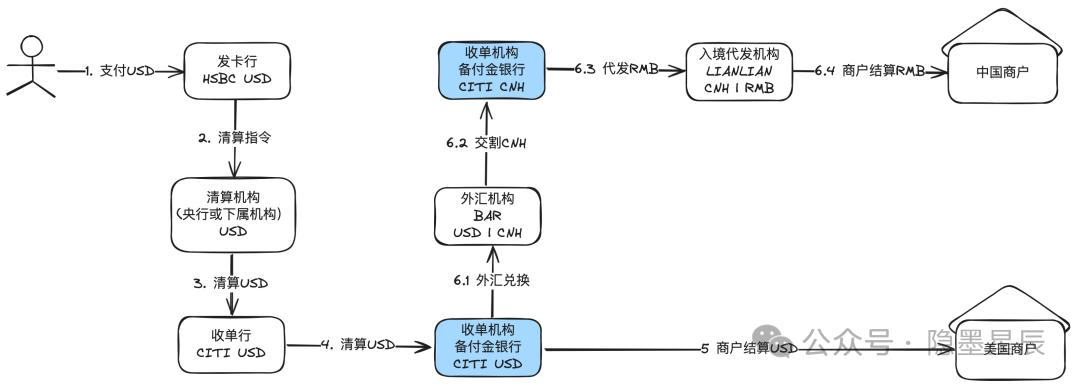 1. 支付USD
发卡行
HSBC USD
2. 清算指令
清算机构
(央行或下属机构)
USD
3. 清算USD
收单行
CITI USD
4. 清算USD
收单机构
备付金银行
CITI USD
5 商户结算USD
美国商户
6.1 外汇兑换
外汇机构
BAR
USD | CNH
6.2 交割CNH
收单机构
备付金银行
CITI CNH
6.3 代发RMB
入境代发机构
LIANLIAN
CNH | RMB
6.4 商户结算RMB
中国商户
公众号 · 隐墨星辰